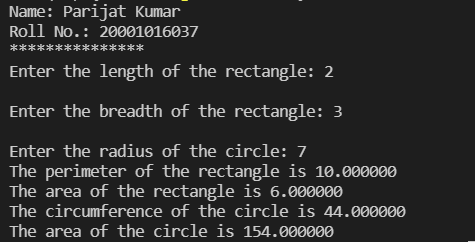 Name: Parijat Kumar
Roll No.: 20001016037
***************
Enter the length of the rectangle: 2
Enter the breadth of the rectangle: 3
Enter the radius of the circle: 7
The perimeter of the rectangle is 10.000000
The area of the rectangle is 6.000000
The circumference of the circle is 44.000000
The area of the circle is 154.000000